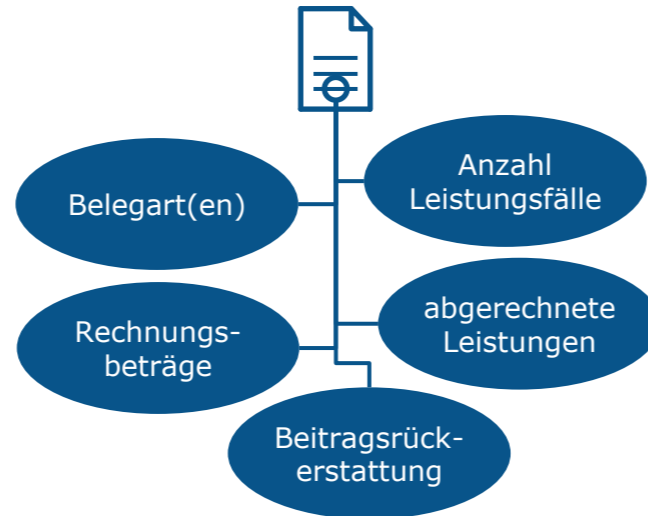 Belegart(en)
Anzahl
Leistungsfälle
Rechnungs-
beträge
abgerechnete
Leistungen
Beitragsrück-
erstattung